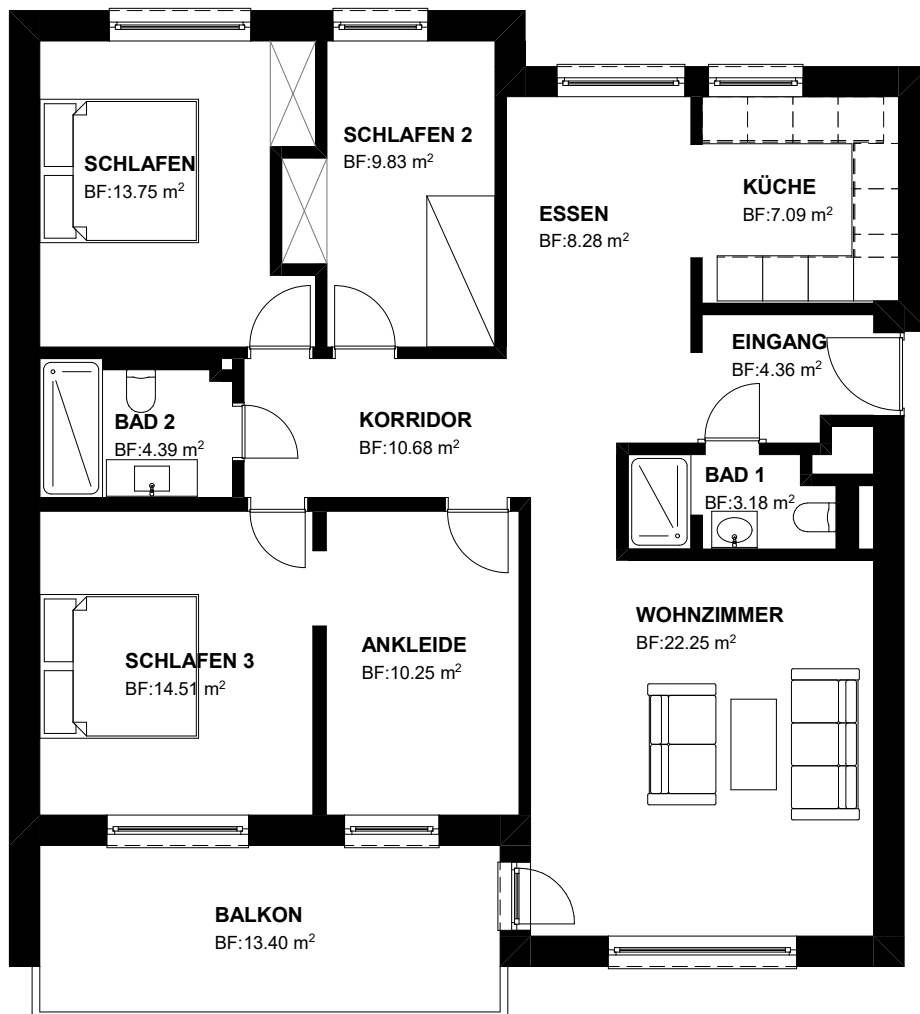 SCHLAFEN
BF:13.75 m²
SCHLAFEN 2
BF:9.83 m²
ESSEN
BF:8.28 m²
KÜCHE
BF:7.09 m²
EINGANG
BF:4.36 m²
BAD 2
BF:4.39 m²
KORRIDOR
BF:10.68 m²
BAD 1
BF:3.18 m²
SCHLAFEN 3
BF:14.51 m²
ANKLEIDE
BF:10.25 m²
WOHNZIMMER
BF:22.25 m²
BALKON
BF:13.40 m²